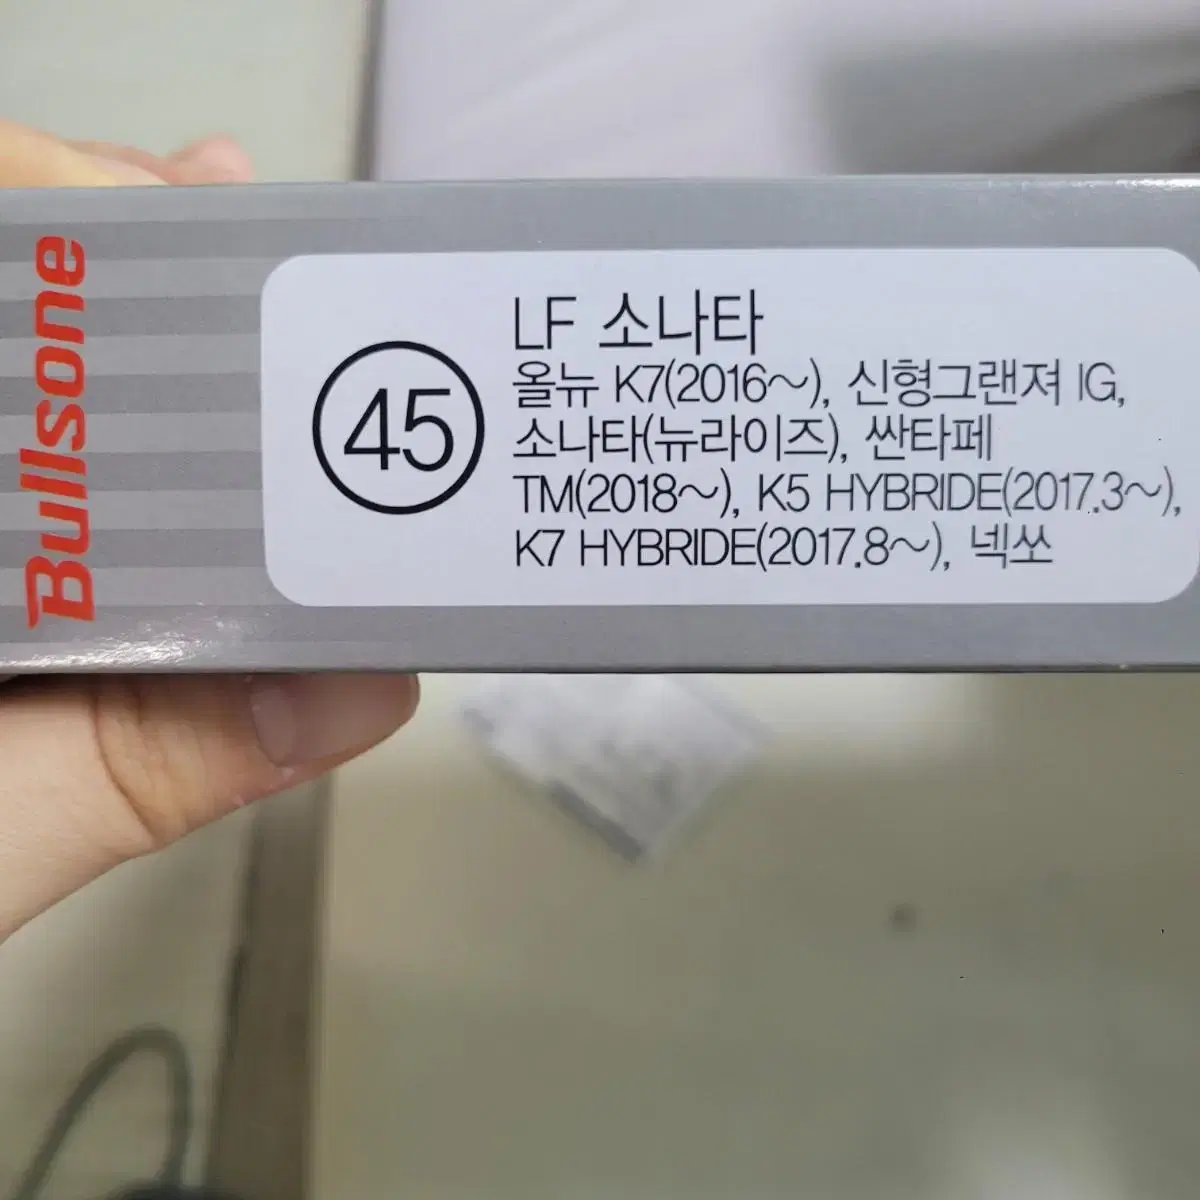 Bullsone
45
LF 소나타
올뉴 K7(2016~), 신형그랜져 IG,
소나타(뉴라이즈), 싼타페
TM(2018~), K5 HYBRIDE(2017.3~),
K7 HYBRIDE(2017.8~), 넥쏘